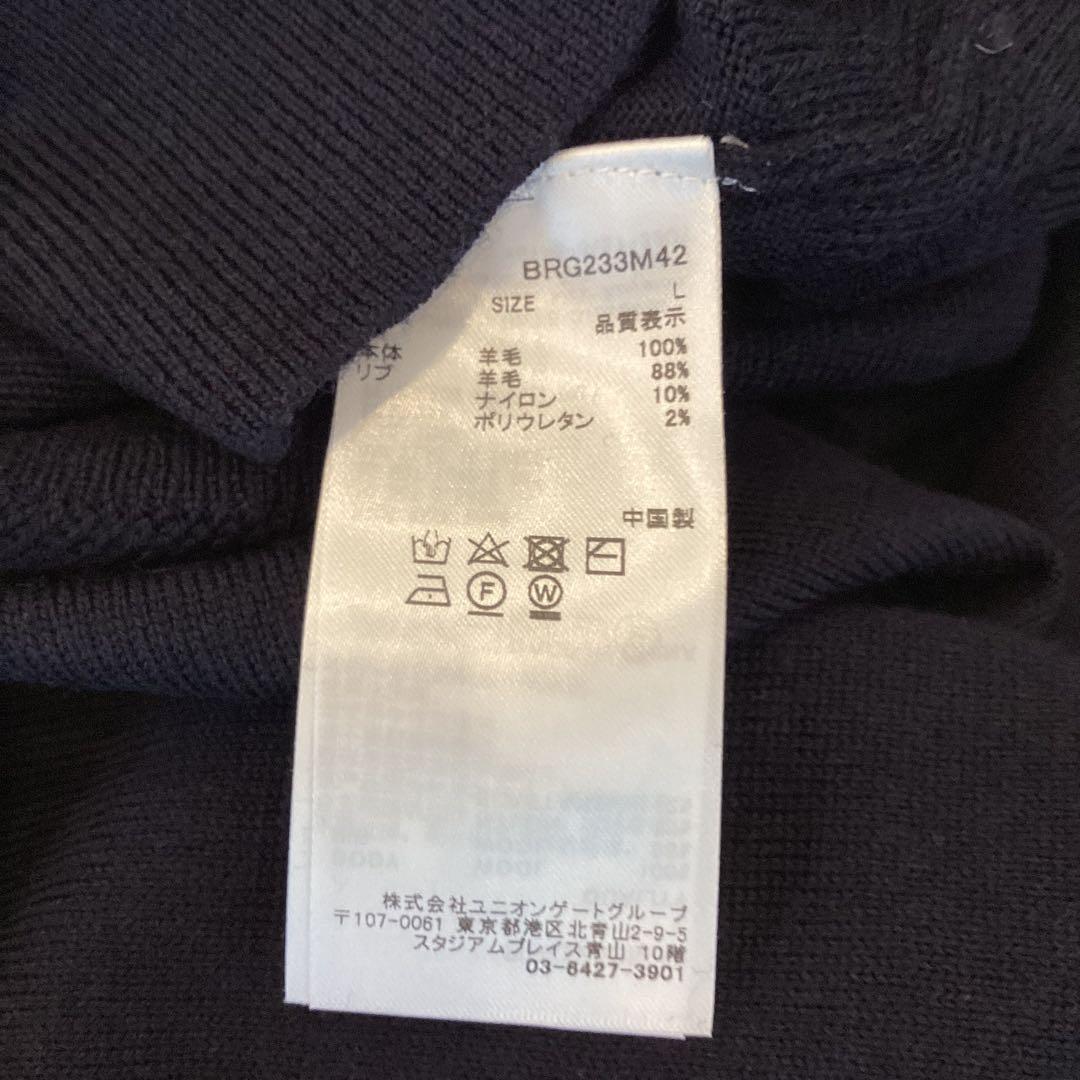 BRG233M42
SIZE L
品質表示
本体 羊毛 100%
リブ 羊毛 88%
ナイロン 10%
ポリウレタン 2%
中国製
F W
株式会社ユニオンゲートグループ
〒107-0061 東京都港区北青山2-9-5
スタジアムプレイス青山 10階
03-6427-3901